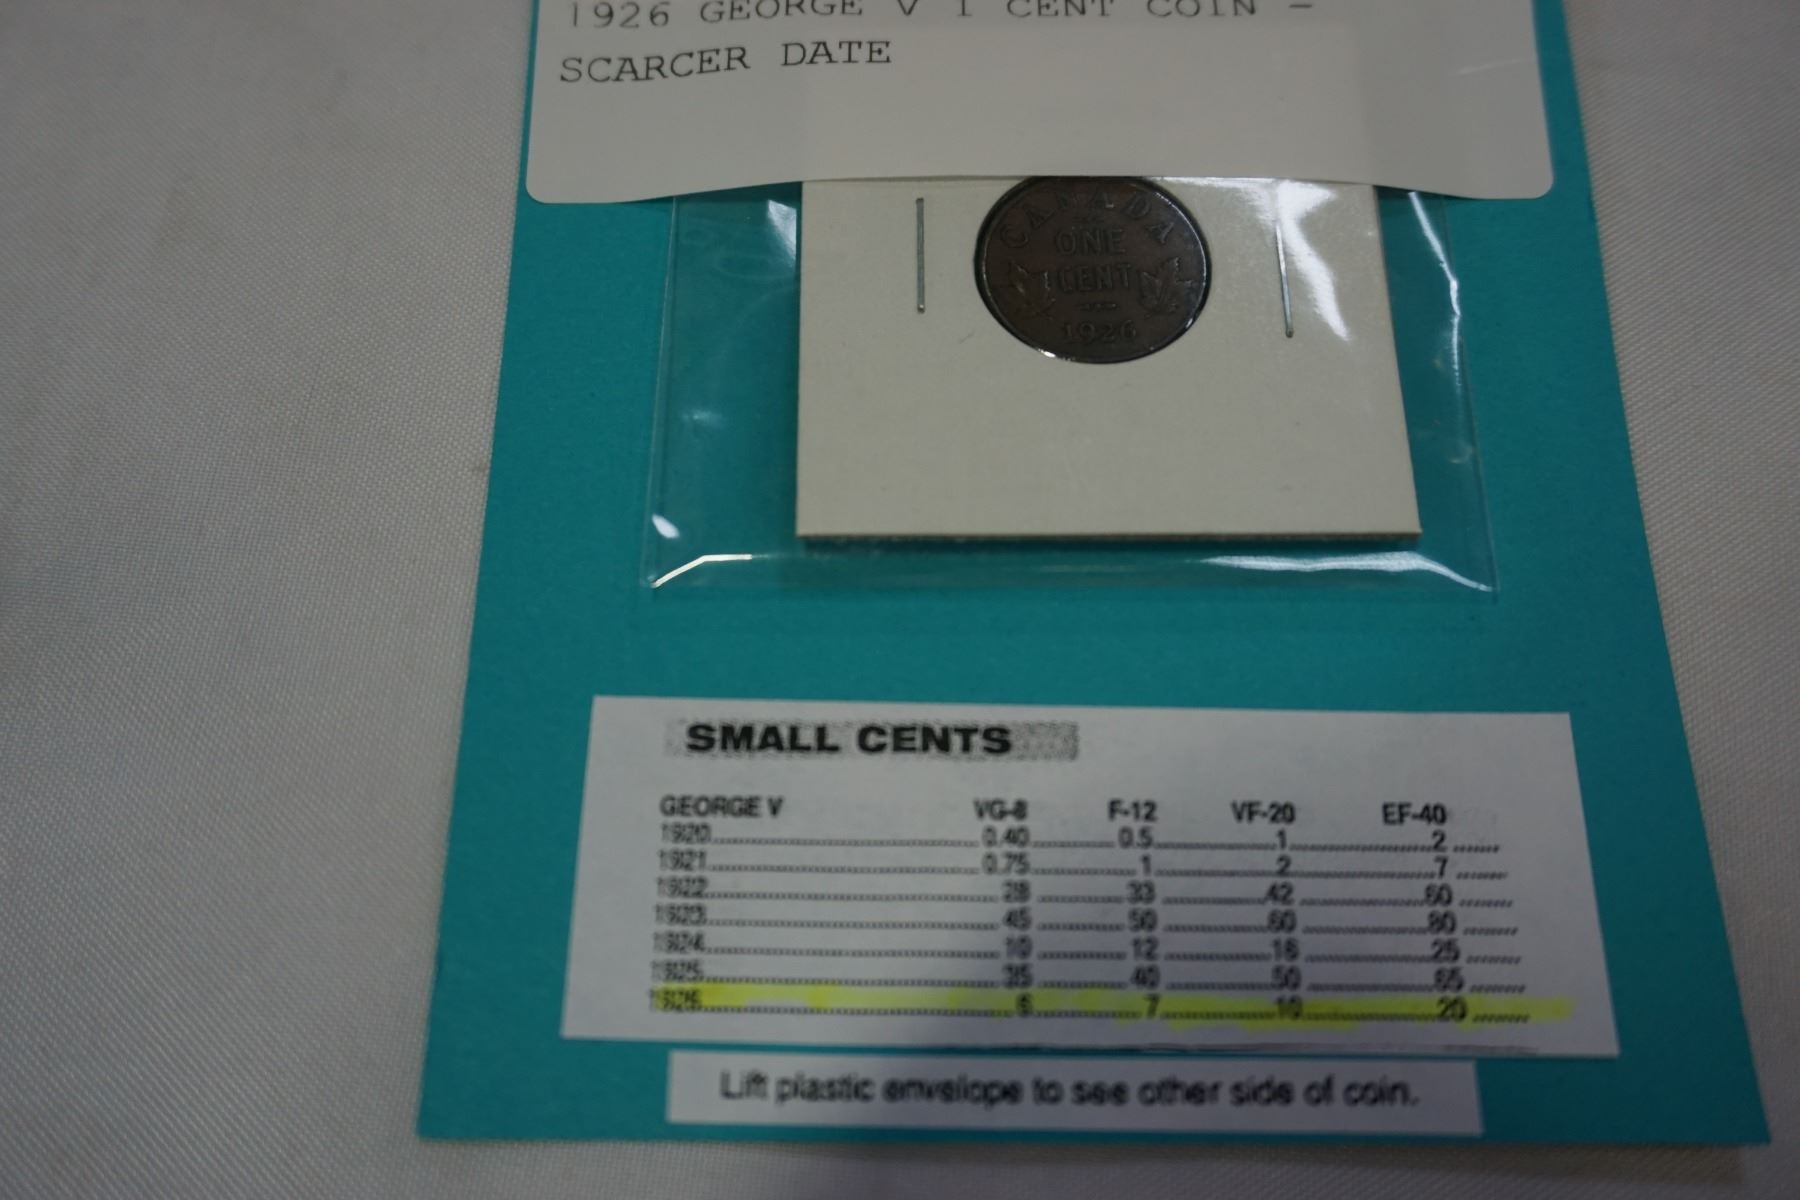 1926 GEORGE V 1 CENT COIN -
SCARCER DATE
CANADA
ONE
CENT
1926
SMALL CENTS
GEORGE V VG-8 F-12 VF-20 EF-40
1920 0.40 0.5 1 2
1921 0.75 1 2 7
1922 28 33 42 60
1923 45 50 60 80
1924 10 12 18 25
1925 35 40 50 65
1926 6 7 10 20
Lift plastic envelope to see other side of coin.